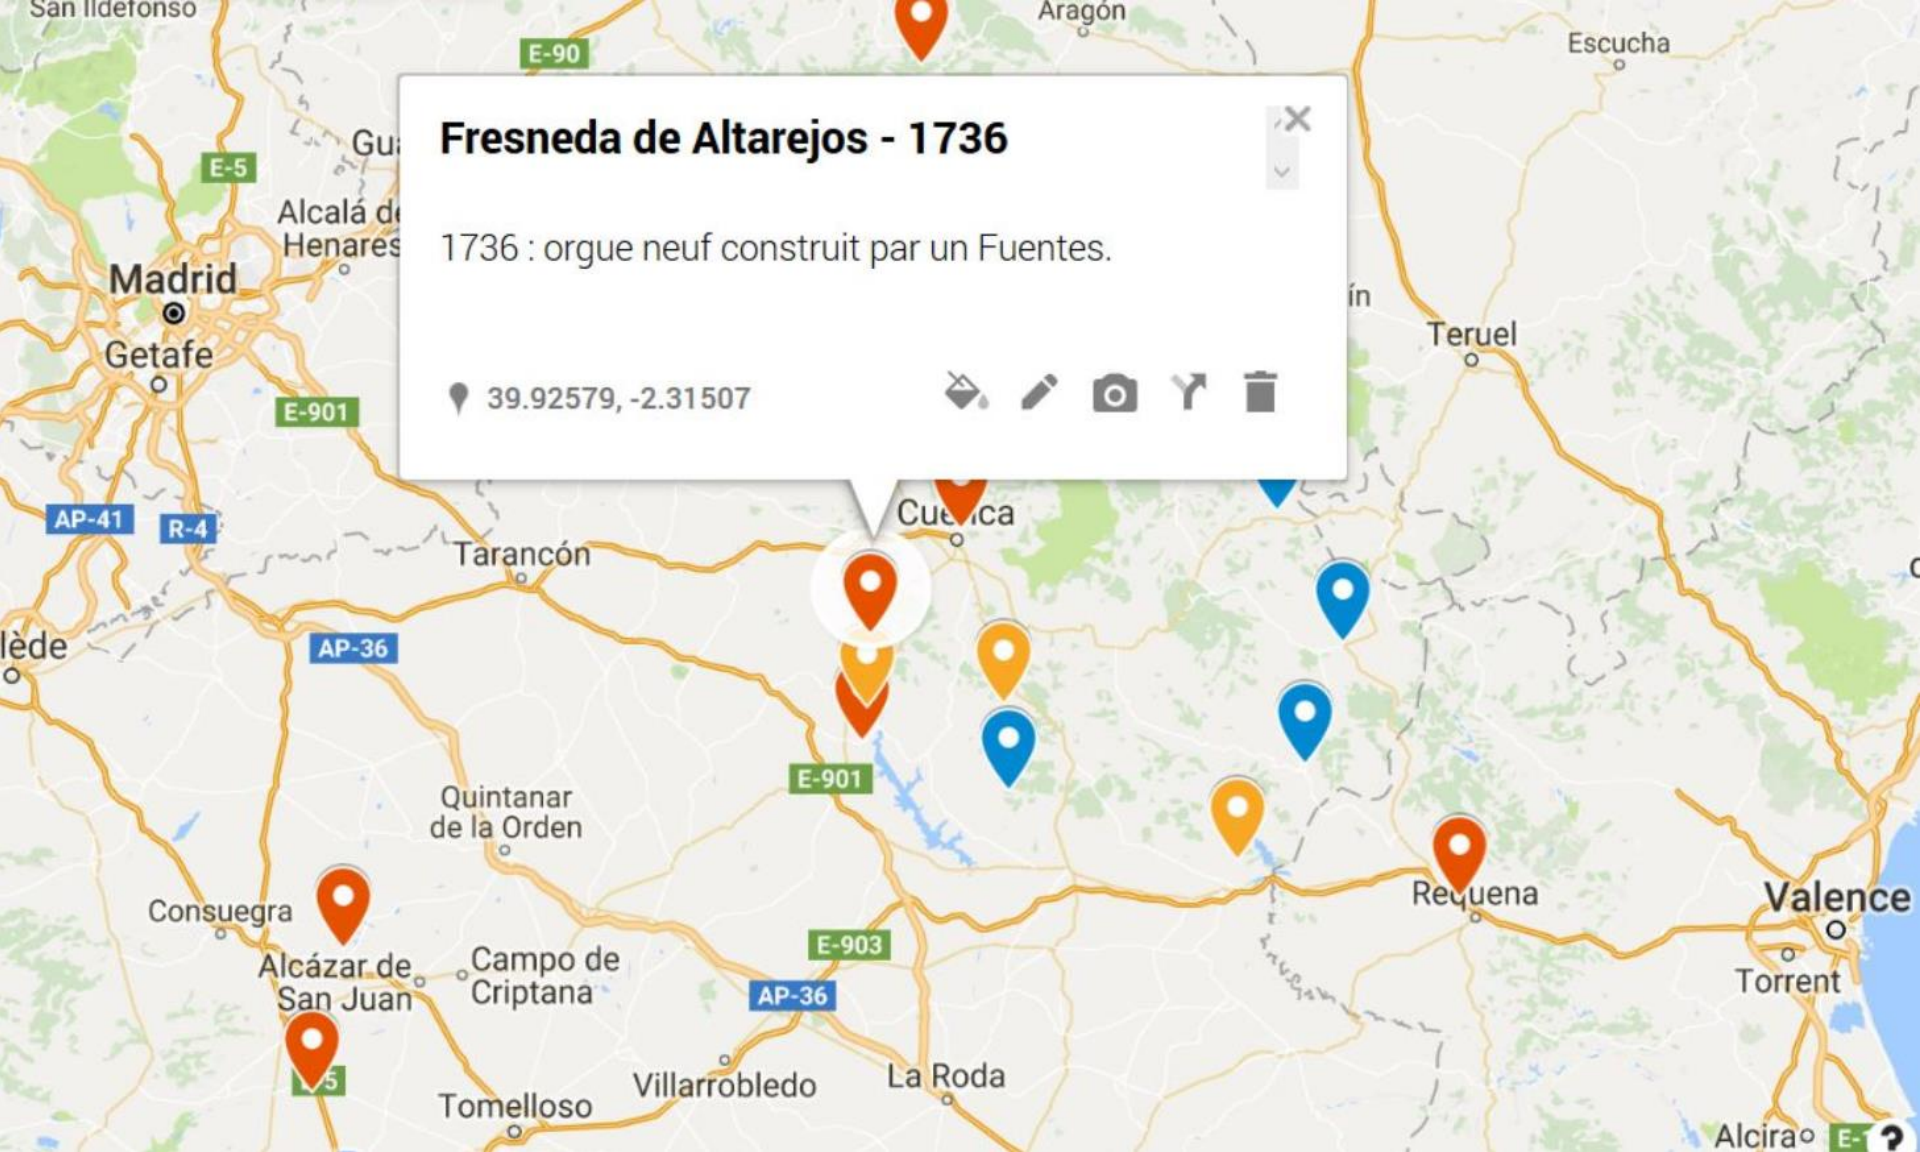 San Ildefonso
Aragón
Escucha
E-90
Fresneda de Altarejos - 1736
1736 : orgue neuf construit par un Fuentes.
39.92579, -2.31507
E-5
Alcalá de
Henares
Madrid
Getafe
E-901
Teruel
AP-41
R-4
Cuenca
Tarancón
lède
AP-36
E-901
Quintanar
de la Orden
Consuegra
Requena
Valence
E-903
Alcázar de
San Juan
Campo de
Criptana
AP-36
Torrent
Villarrobledo
La Roda
Tomelloso
Alcira
?